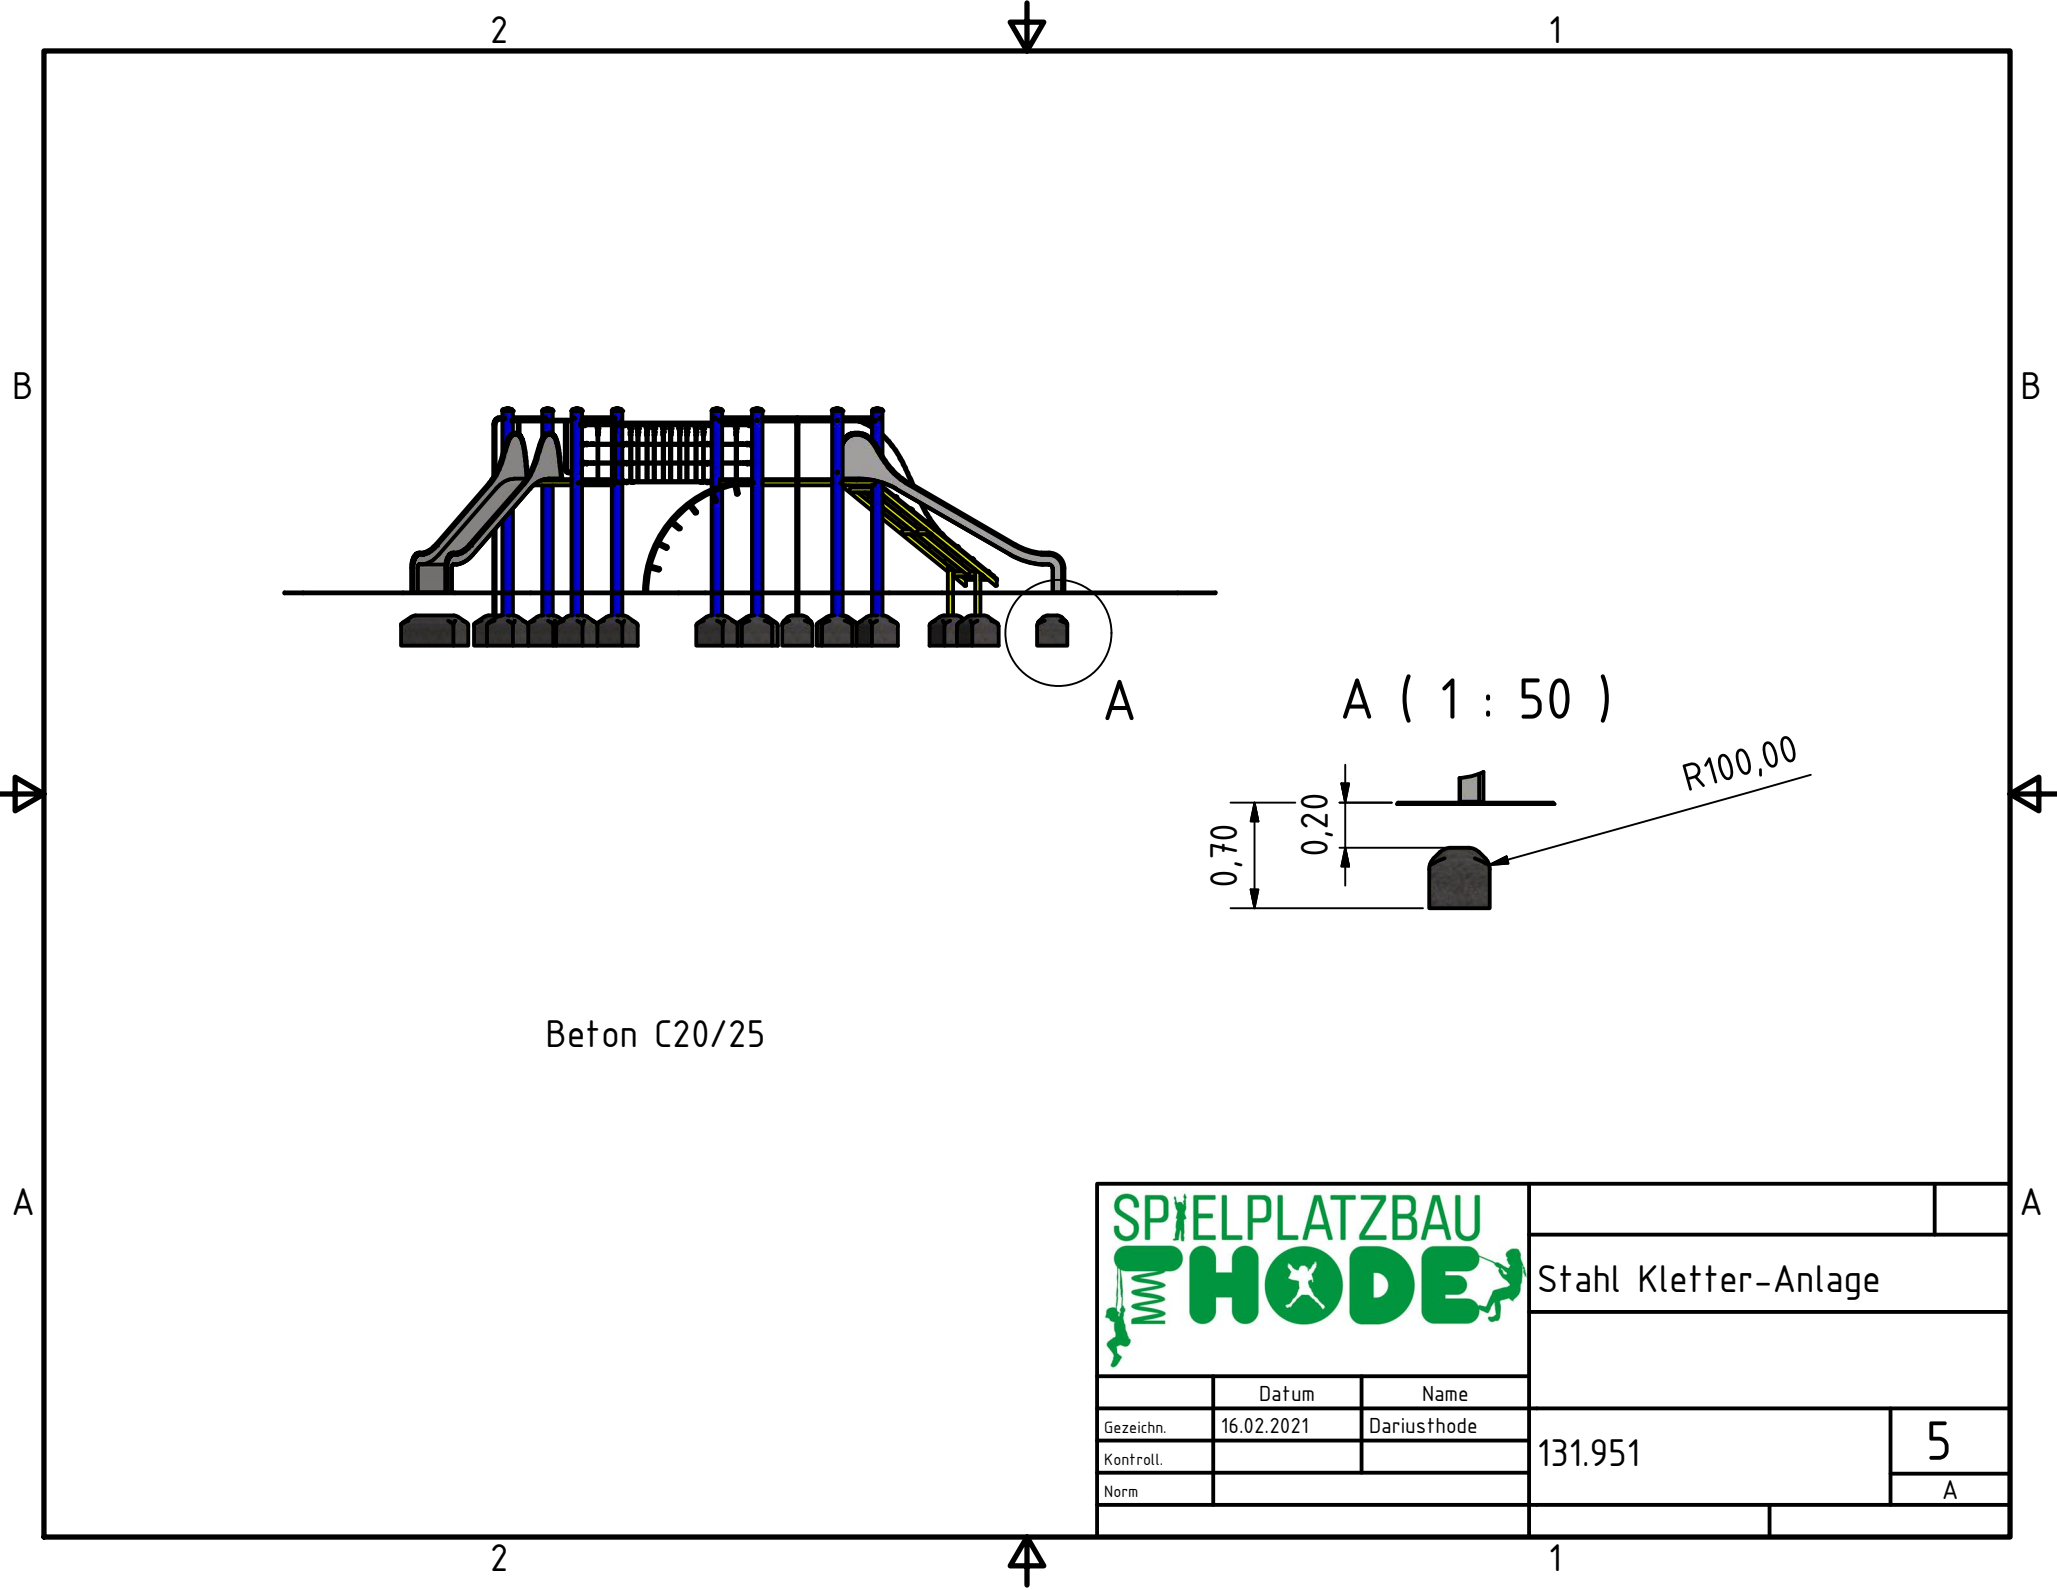 2
1
B
B
A
A ( 1 : 50 )
R100,00
0,20
0,70
Beton C20/25
A
A
SPIELPLATZBAU
THODE
Stahl Kletter-Anlage
Datum Name
Gezeichn. 16.02.2021 Dariusthode
Kontroll.
Norm
131.951
5
A
2
1